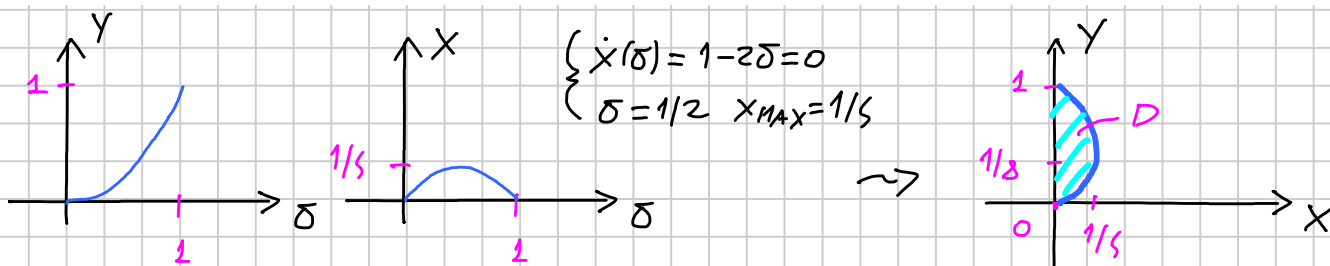 Y
1
1
σ
X
1/4
1
σ
ẋ(σ) = 1-2σ = 0
σ = 1/2 x_MAX = 1/4
Y
1
D
1/8
0
1/4
X